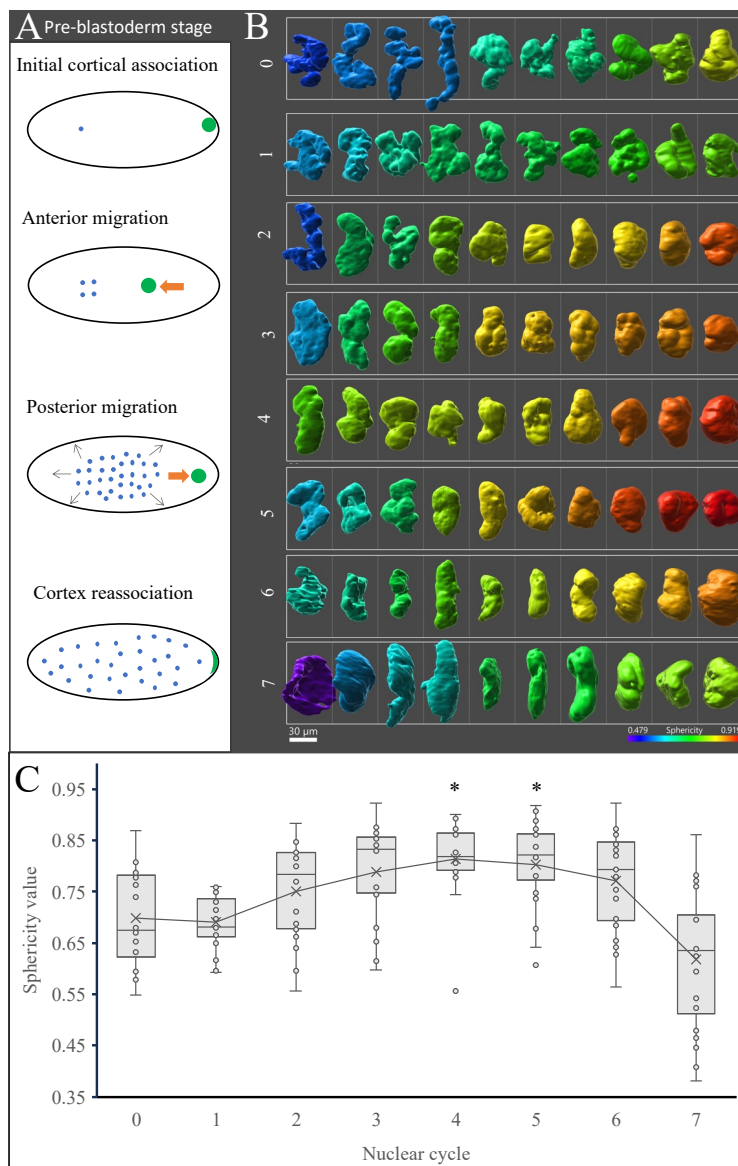 A Pre-blastoderm stage
Initial cortical association
Anterior migration
Posterior migration
Cortex reassociation
B
0
1
2
3
4
5
6
7
30 µm
0.479 Sphericity 0.919
C
* *
0.95
0.85
0.75
0.65
0.55
0.45
0.35
Sphericity value
0 1 2 3 4 5 6 7
Nuclear cycle